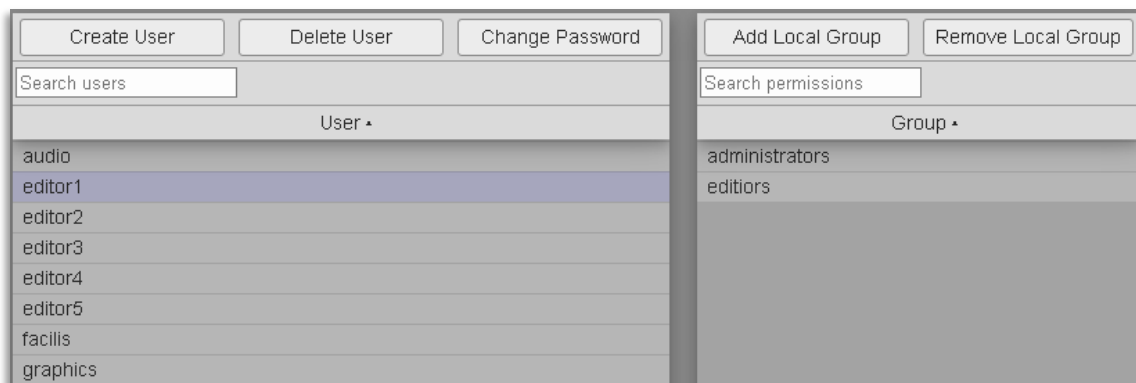 Create User Delete User Change Password
Search users
User
audio
editor1
editor2
editor3
editor4
editor5
facilis
graphics
Add Local Group Remove Local Group
Search permissions
Group
administrators
editiors